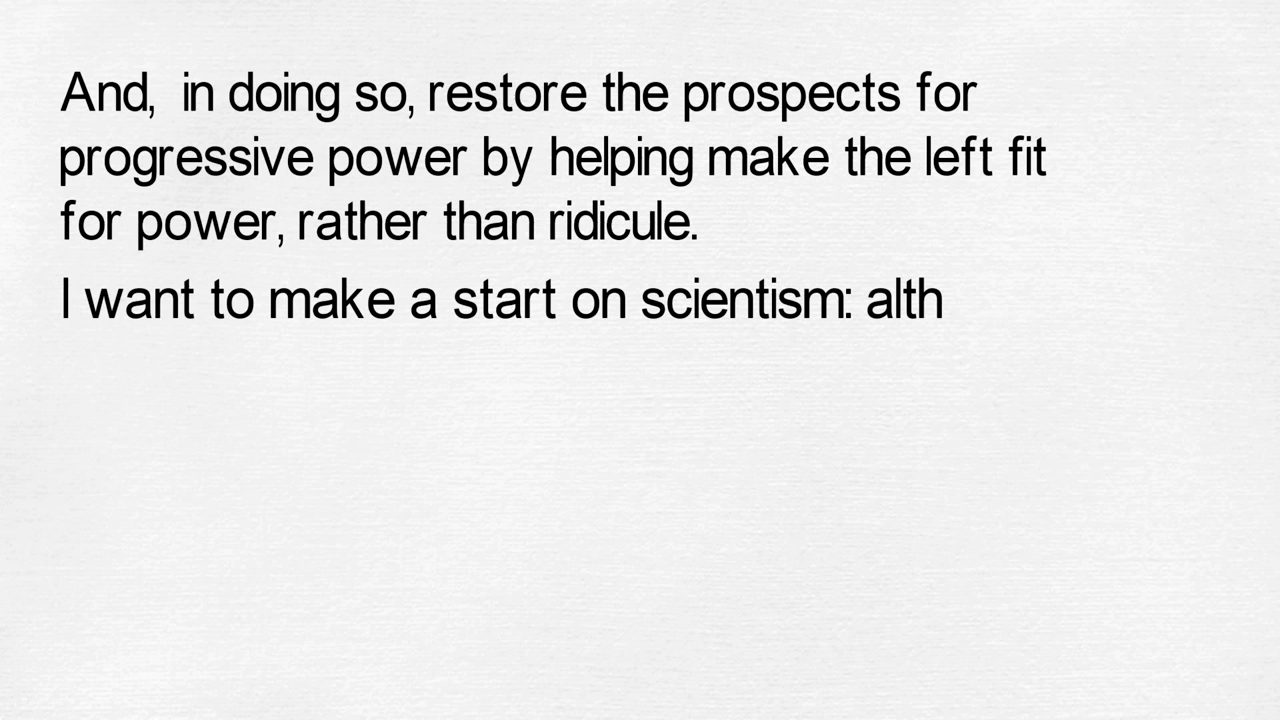 And,  in doing so, restore the prospects for
progressive power by helping make the left fit
for power, rather than ridicule.
I want to make a start on scientism: alth